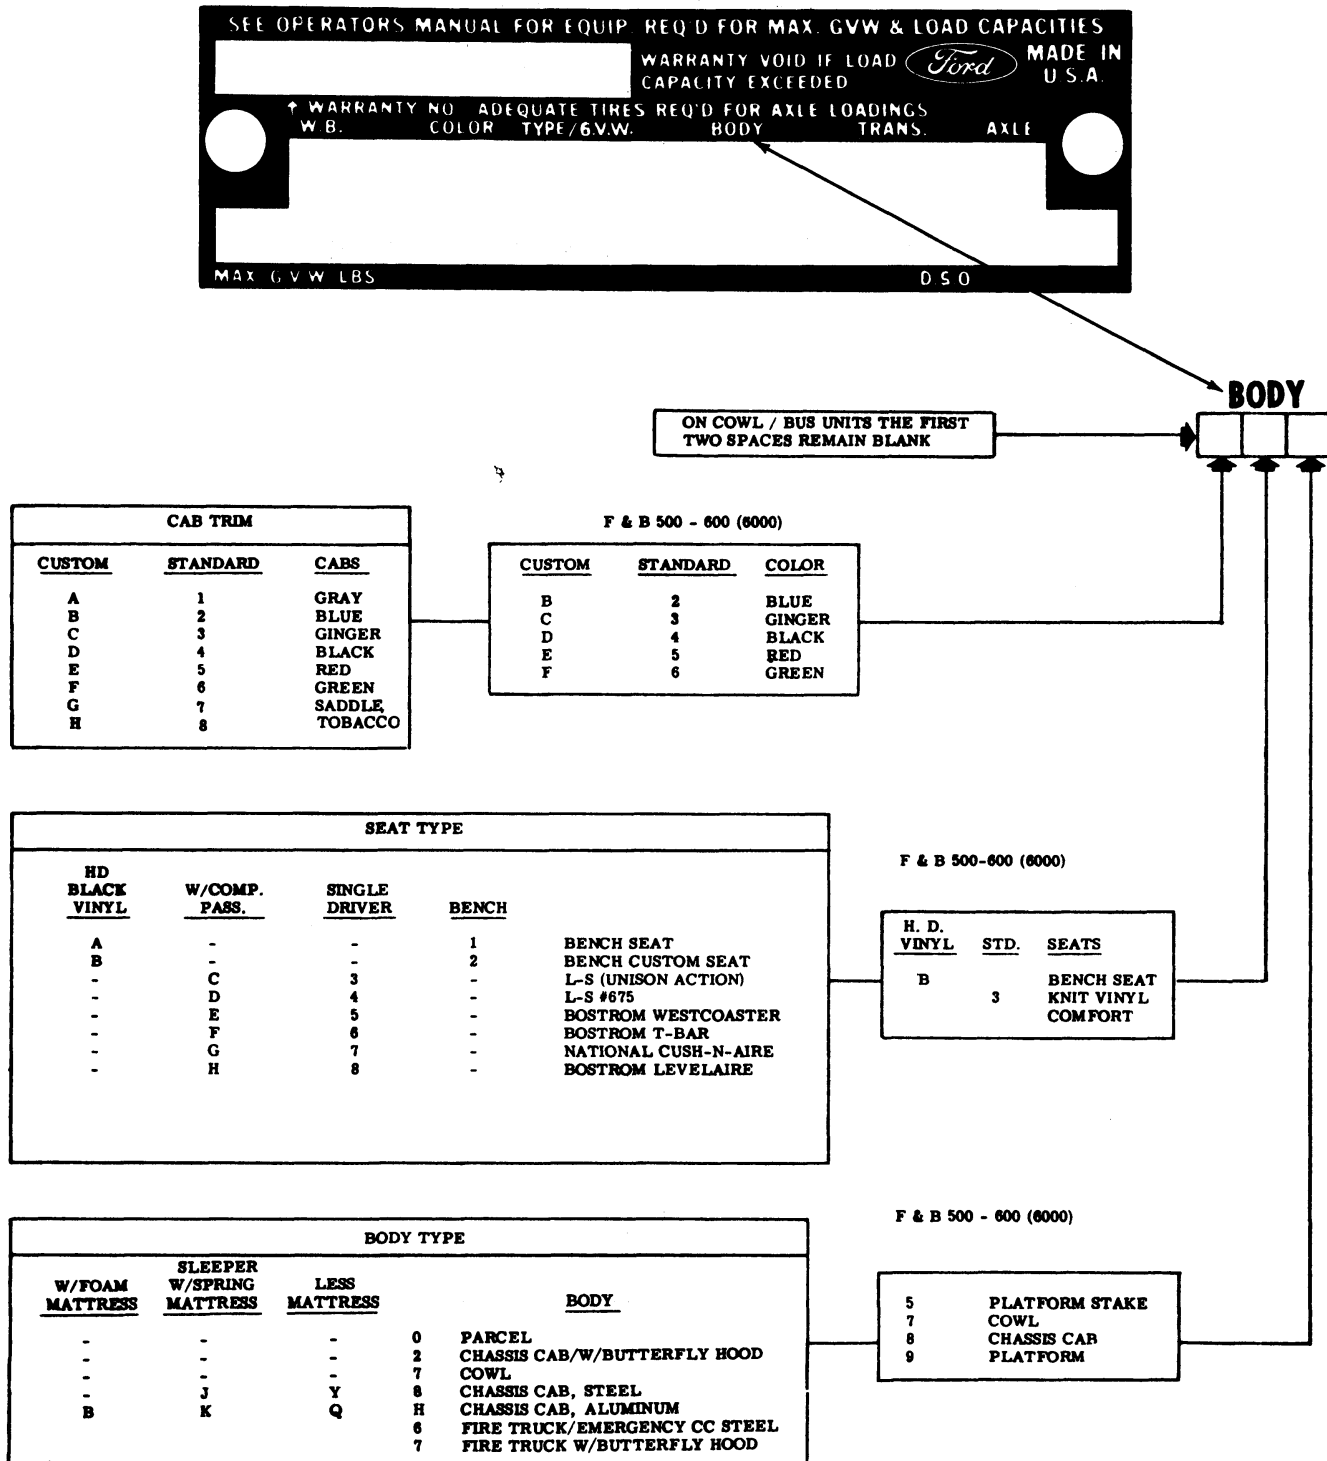 SEE OPERATORS MANUAL FOR EQUIP. REQ'D FOR MAX. GVW & LOAD CAPACITIES
WARRANTY VOID IF LOAD
CAPACITY EXCEEDED
Ford
MADE IN
U.S.A.
↑ WARRANTY NO. ADEQUATE TIRES REQ'D FOR AXLE LOADINGS
W.B. COLOR TYPE/G.V.W. BODY TRANS. AXLE
MAX. G V W LBS D S O
BODY
ON COWL / BUS UNITS THE FIRST
TWO SPACES REMAIN BLANK
CAB TRIM
CUSTOM STANDARD CABS
A 1 GRAY
B 2 BLUE
C 3 GINGER
D 4 BLACK
E 5 RED
F 6 GREEN
G 7 SADDLE
H 8 TOBACCO
F & B 500 - 600 (6000)
CUSTOM STANDARD COLOR
B 2 BLUE
C 3 GINGER
D 4 BLACK
E 5 RED
F 6 GREEN
SEAT TYPE
HD
BLACK W/COMP. SINGLE
VINYL PASS. DRIVER BENCH
A - - 1 BENCH SEAT
B - - 2 BENCH CUSTOM SEAT
- C 3 - L-S (UNISON ACTION)
- D 4 - L-S #675
- E 5 - BOSTROM WESTCOASTER
- F 6 - BOSTROM T-BAR
- G 7 - NATIONAL CUSH-N-AIRE
- H 8 - BOSTROM LEVELAIRE
F & B 500-600 (6000)
H. D.
VINYL STD. SEATS
B BENCH SEAT
3 KNIT VINYL
COMFORT
BODY TYPE
SLEEPER
W/FOAM W/SPRING LESS
MATTRESS MATTRESS MATTRESS BODY
- - - 0 PARCEL
- - - 2 CHASSIS CAB/W/BUTTERFLY HOOD
- - - 7 COWL
- J Y 8 CHASSIS CAB, STEEL
B K Q H CHASSIS CAB, ALUMINUM
6 FIRE TRUCK/EMERGENCY CC STEEL
7 FIRE TRUCK W/BUTTERFLY HOOD
F & B 500 - 600 (6000)
5 PLATFORM STAKE
7 COWL
8 CHASSIS CAB
9 PLATFORM